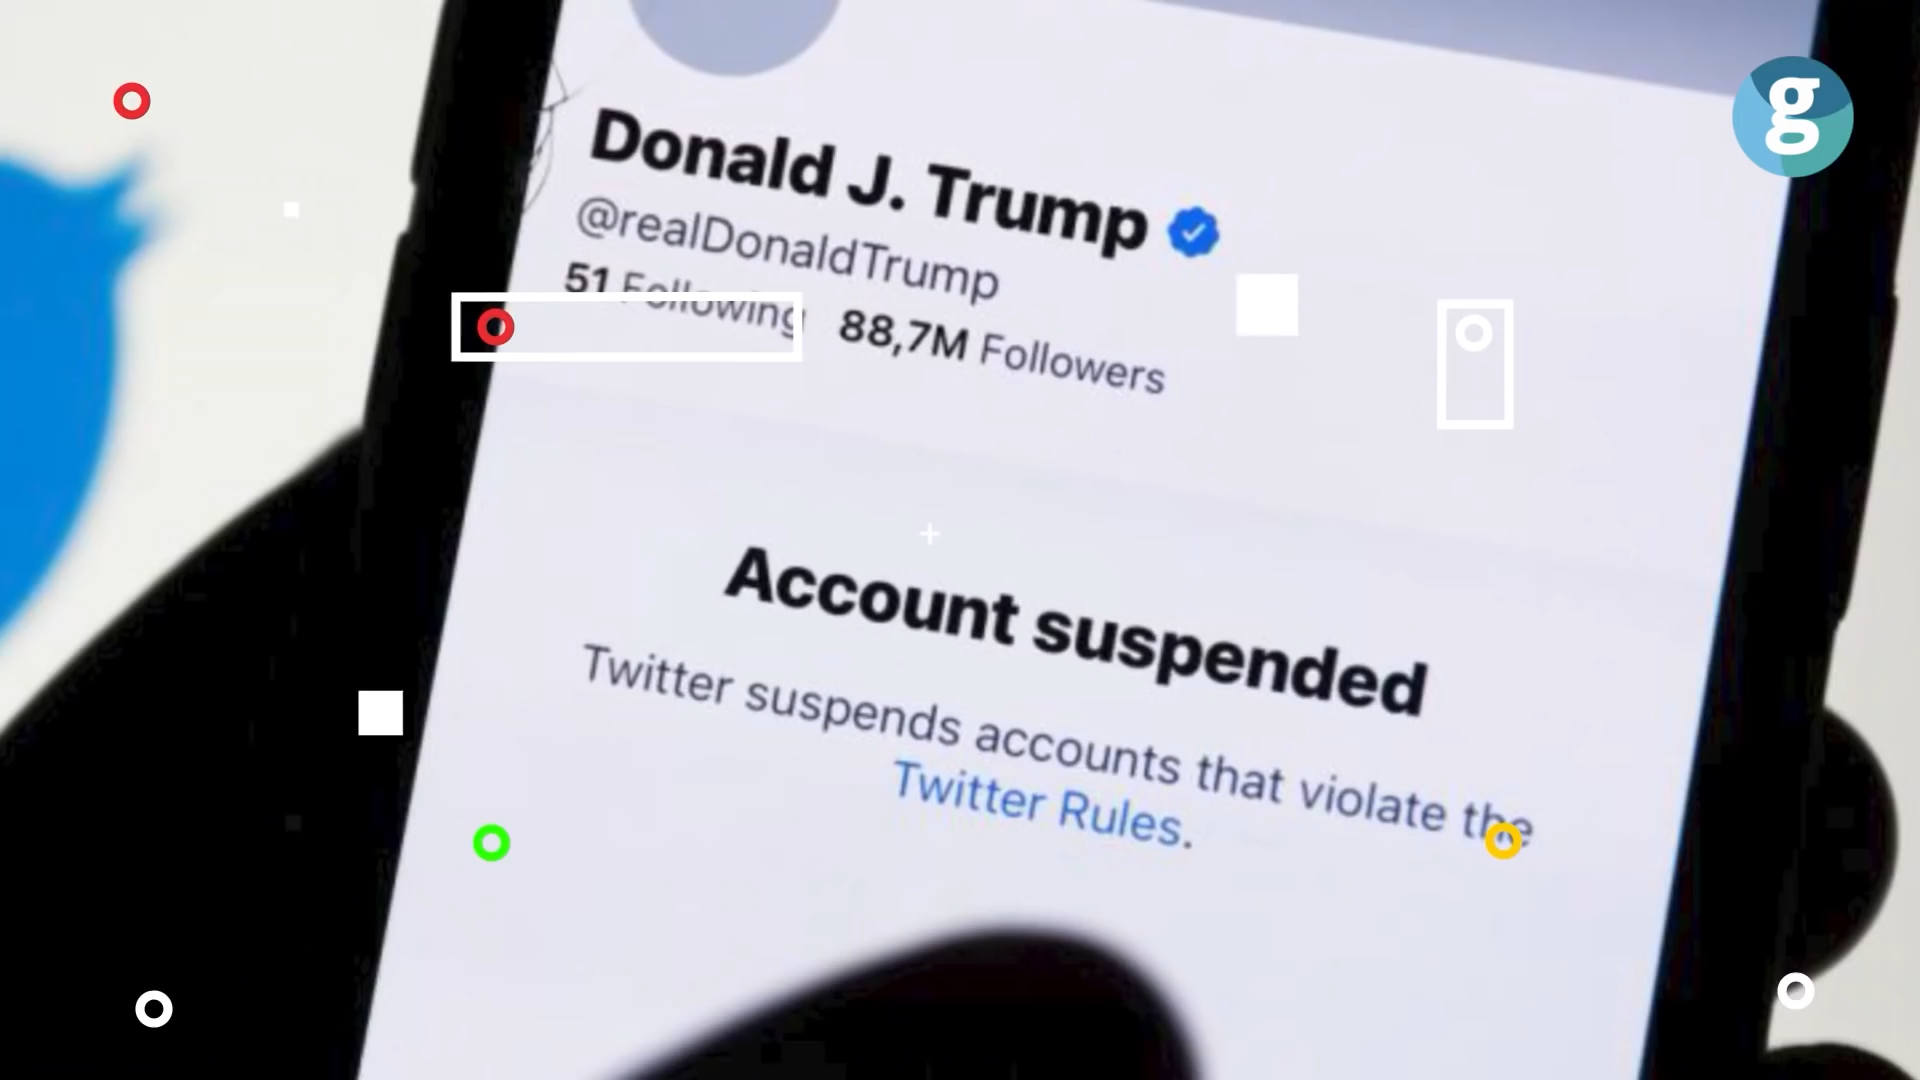 g
Donald J. Trump
@realDonaldTrump
51 Following 88,7M Followers
Account suspended
Twitter suspends accounts that violate the
Twitter Rules.